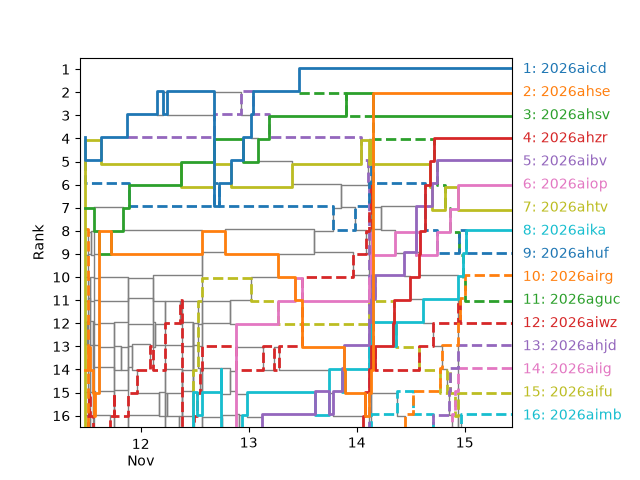 Rank
1
2
3
4
5
6
7
8
9
10
11
12
13
14
15
16
12
13
14
15
Nov
1: 2026aicd
2: 2026ahse
3: 2026ahsv
4: 2026ahzr
5: 2026aibv
6: 2026aiop
7: 2026ahtv
8: 2026aika
9: 2026ahuf
10: 2026airg
11: 2026aguc
12: 2026aiwz
13: 2026ahjd
14: 2026aiig
15: 2026alfu
16: 2026aimb